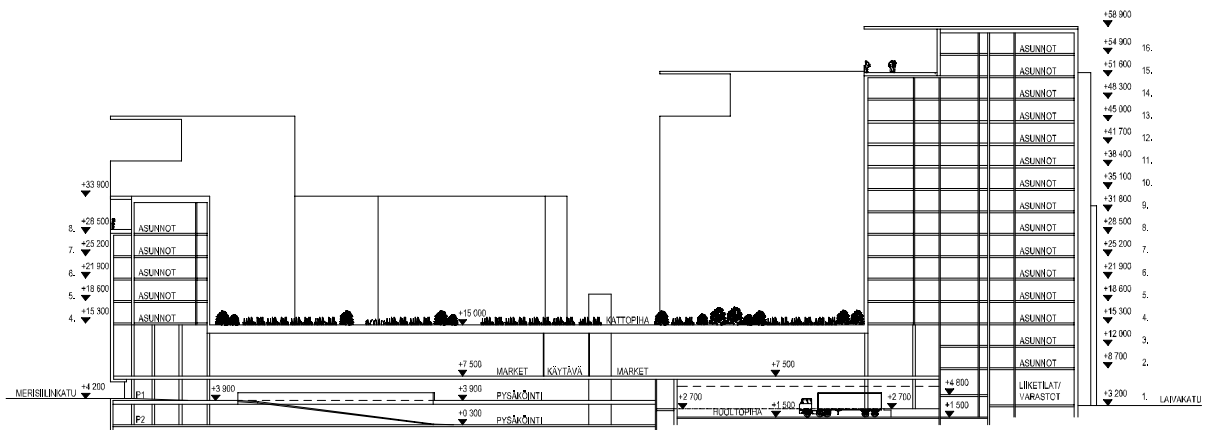 +58 900
+54 900 16.
ASUNNOT
+51 600 15.
ASUNNOT
+48 300 14.
ASUNNOT
+45 000 13.
ASUNNOT
+41 700 12.
ASUNNOT
+38 400 11.
ASUNNOT
+35 100 10.
ASUNNOT
+31 800 9.
ASUNNOT
+28 500 8.
ASUNNOT
+25 200 7.
ASUNNOT
+21 900 6.
ASUNNOT
+18 600 5.
ASUNNOT
+15 300 4.
ASUNNOT
+12 000 3.
ASUNNOT
+8 700 2.
ASUNNOT
LIIKETILAT/
VARASTOT
+3 200 1. LAIVAKATU
+33 900
8. +28 500 ASUNNOT
7. +25 200 ASUNNOT
6. +21 900 ASUNNOT
5. +18 600 ASUNNOT
4. +15 300 ASUNNOT
+15 000 KATTOPIHA
+7 500 MARKET KÄYTÄVÄ MARKET +7 500
MERISIILINKATU +4 200 P1 +3 900 +3 900 PYSÄKÖINTI
+4 800
+2 700 HUOLTOPIHA +1 500 +2 700 +1 500
P2 +0 300 PYSÄKÖINTI